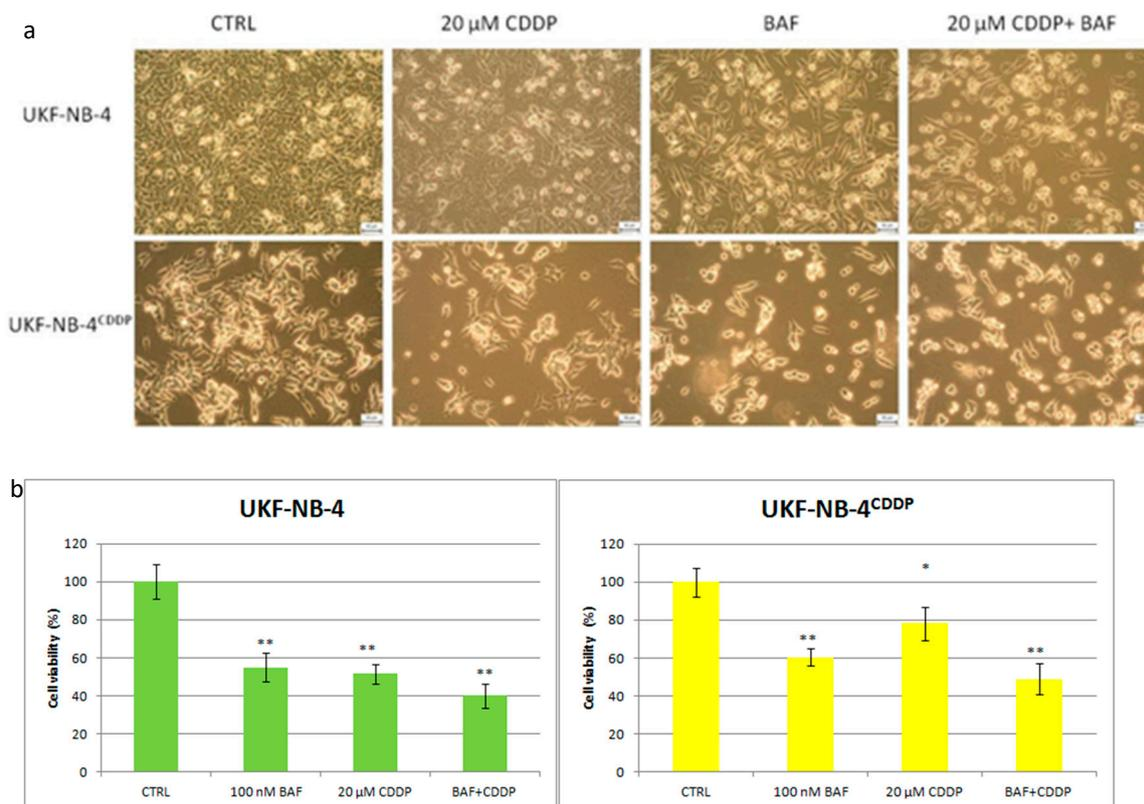 a
CTRL 20 µM CDDP BAF 20 µM CDDP+ BAF
UKF-NB-4
UKF-NB-4CDDP
b
UKF-NB-4
Cell viability (%)
120
100
80
60
40
20
0
**
**
**
CTRL 100 nM BAF 20 µM CDDP BAF+CDDP
UKF-NB-4CDDP
Cell viability (%)
120
100
80
60
40
20
0
**
*
**
CTRL 100 nM BAF 20 µM CDDP BAF+CDDP